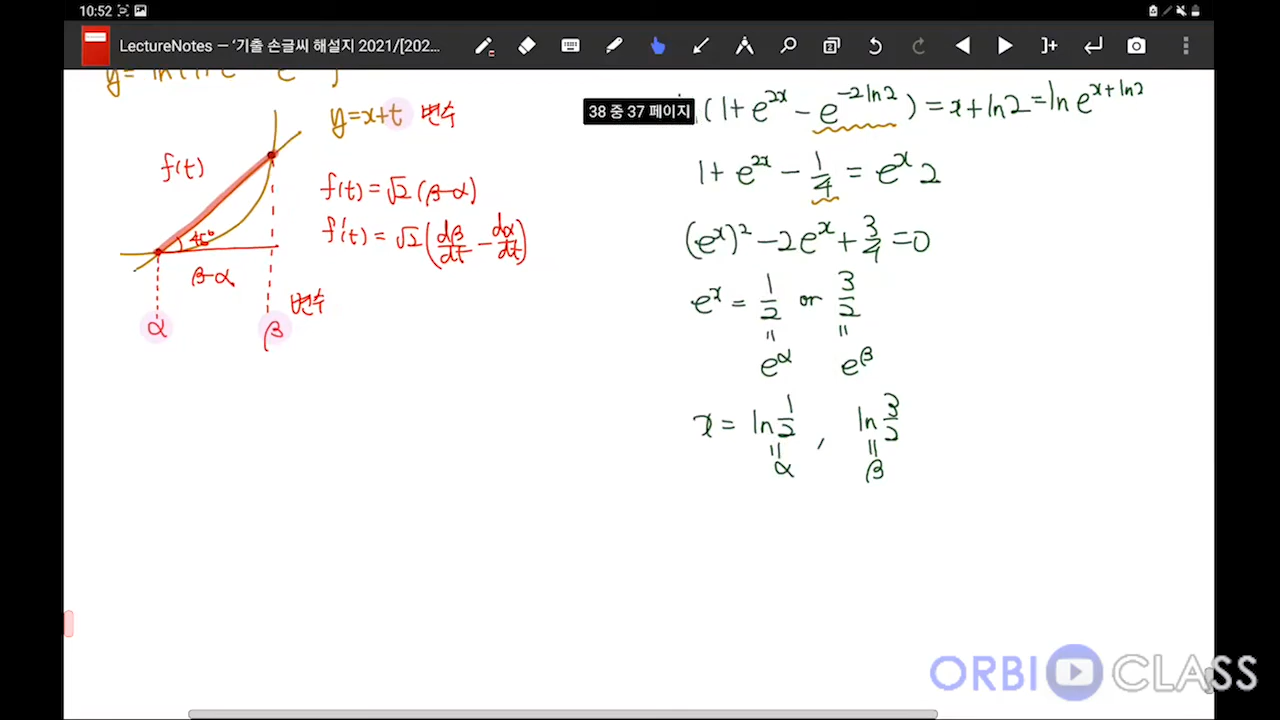 10:52
LectureNotes — ‘기출 손글씨 해설지 2021/[202...
y=x+t 변수
f(t)
f(t) = √2 (β-α)
f'(t) = √2 (dβ/dt - dα/dt)
45°
β-α
변수
α β
38 중 37 페이지
(1+e^{2x} - e^{-2ln2}) = x+ln2 = ln e^{x+ln2}
1+ e^{2x} - 1/4 = e^x 2
(e^x)^2 - 2e^x + 3/4 = 0
e^x = 1/2 or 3/2
= =
e^α e^β
x = ln 1/2 , ln 3/2
= =
α β
ORBI CLASS